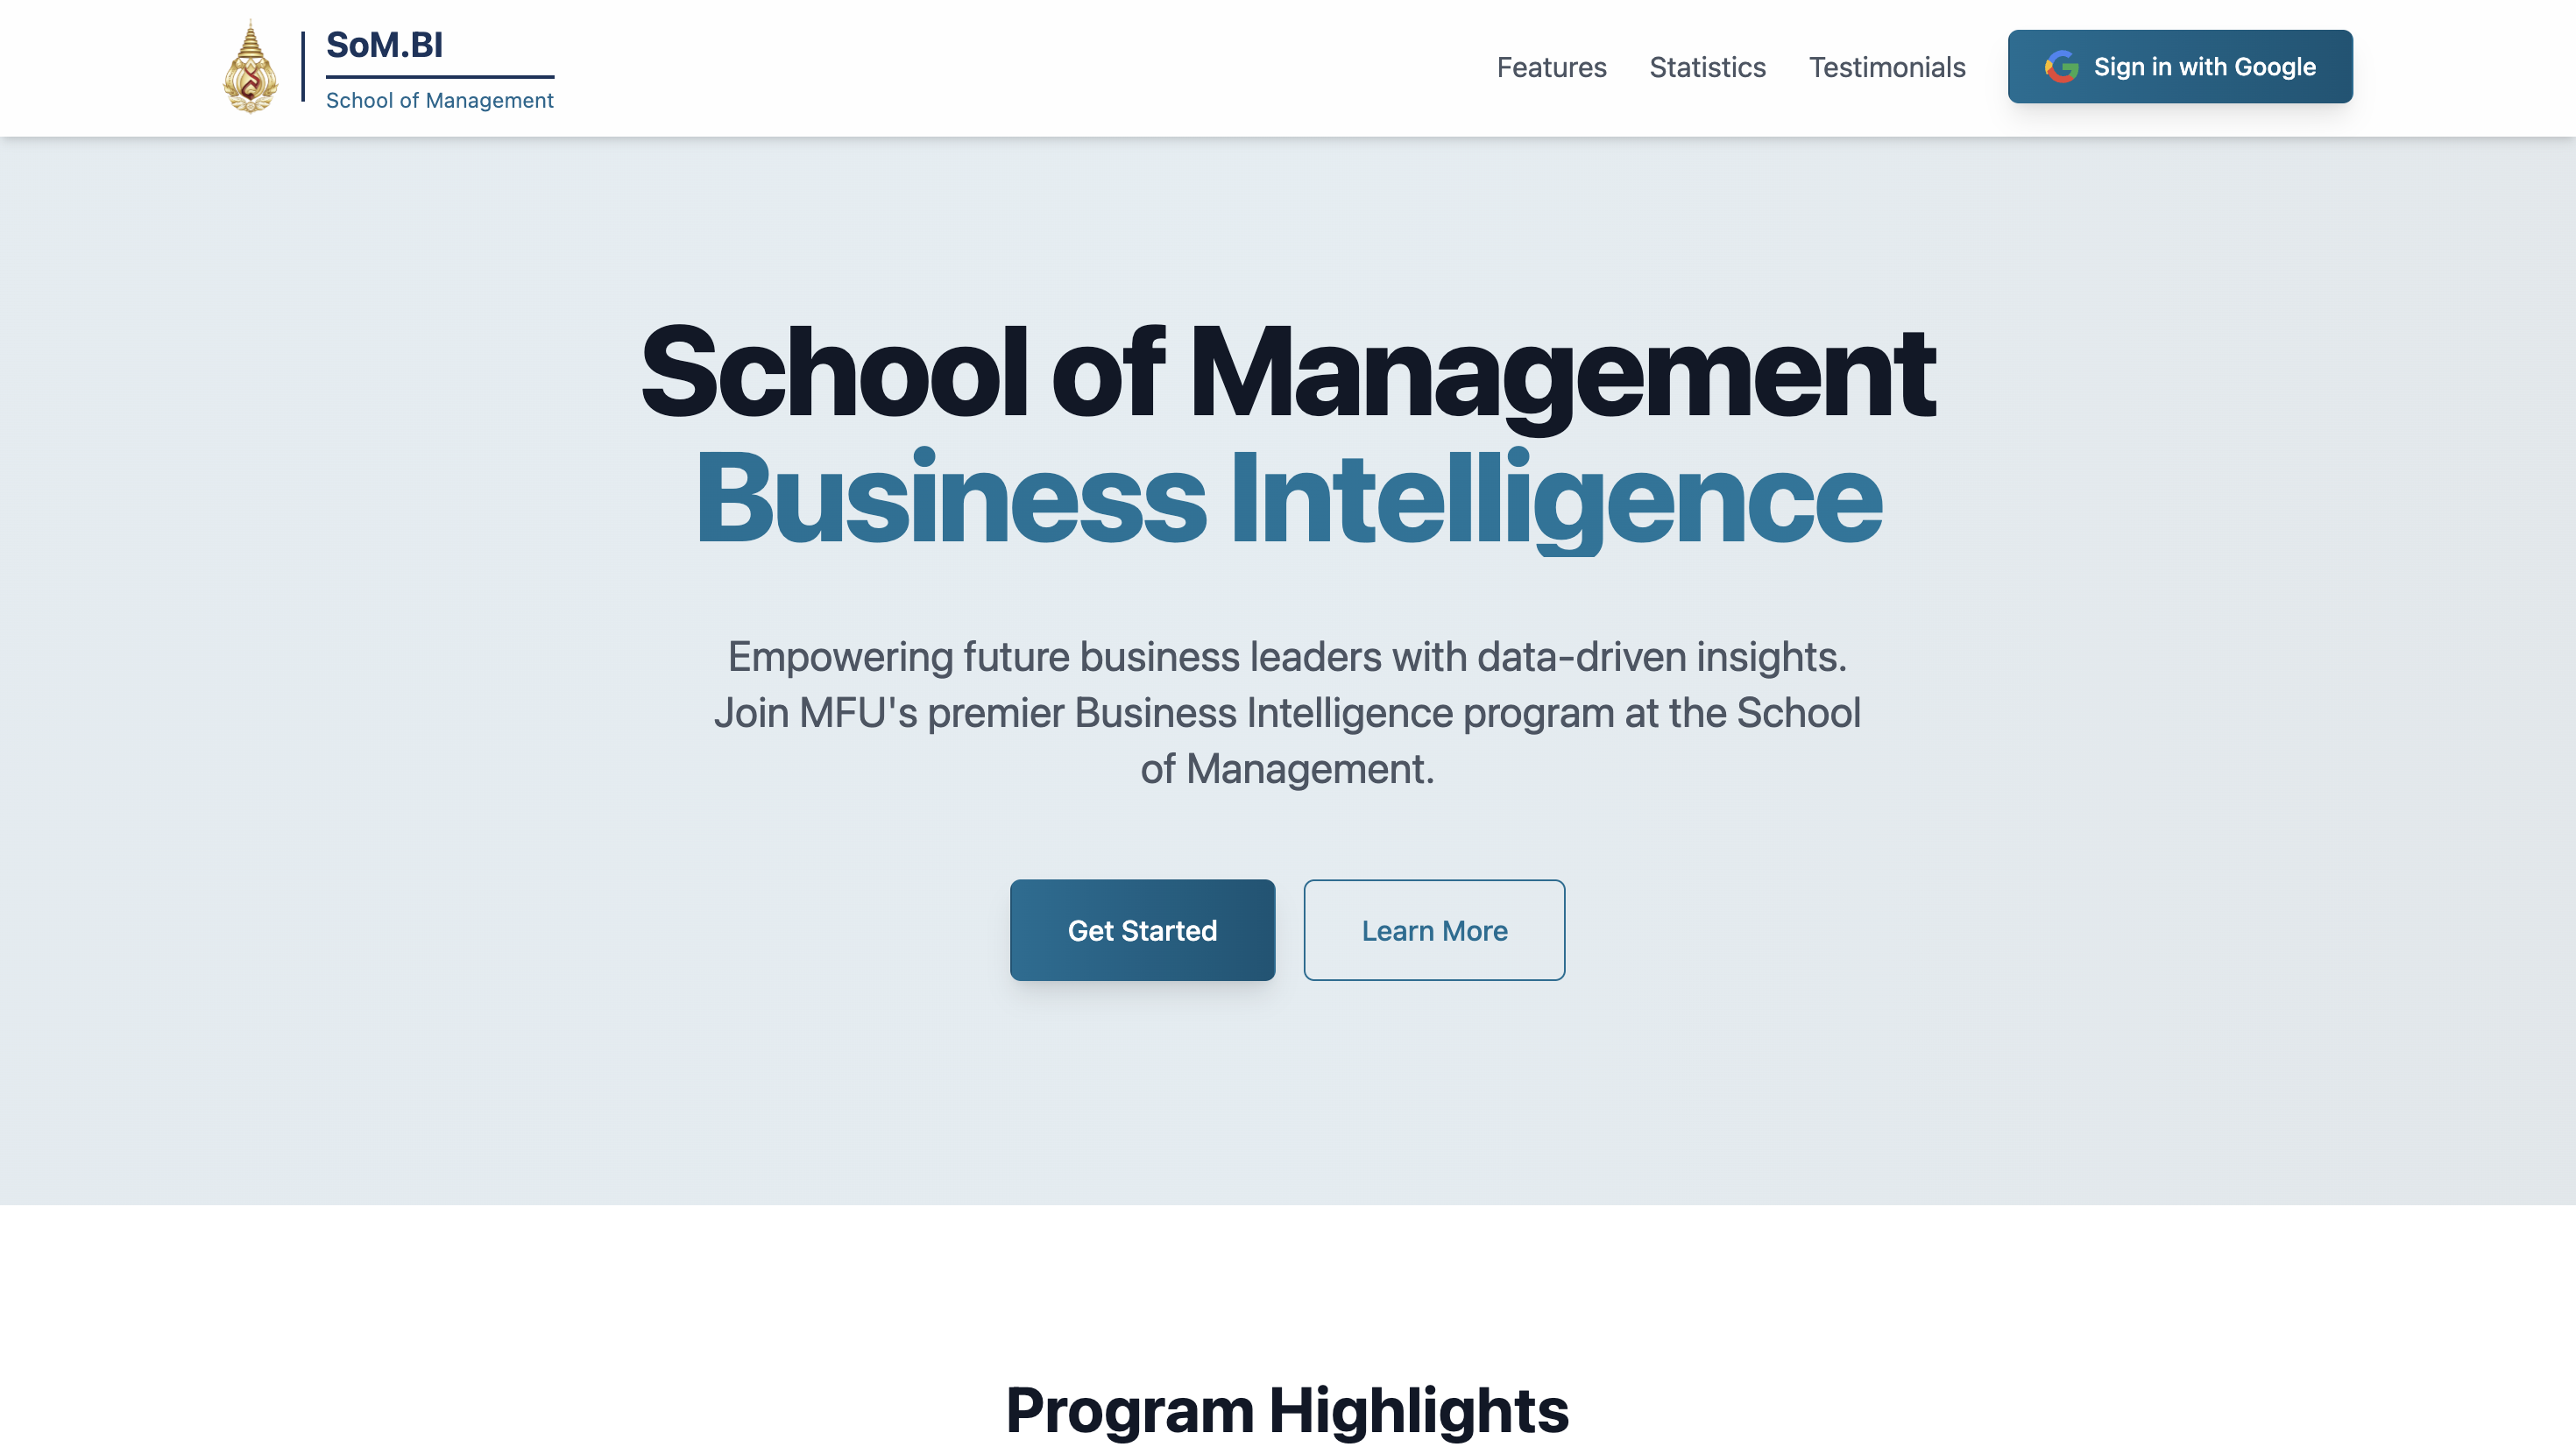 SoM.BI
School of Management
Features
Statistics
Testimonials
Sign in with Google
School of Management
Business Intelligence
Empowering future business leaders with data-driven insights.
Join MFU's premier Business Intelligence program at the School
of Management.
Get Started
Learn More
Program Highlights